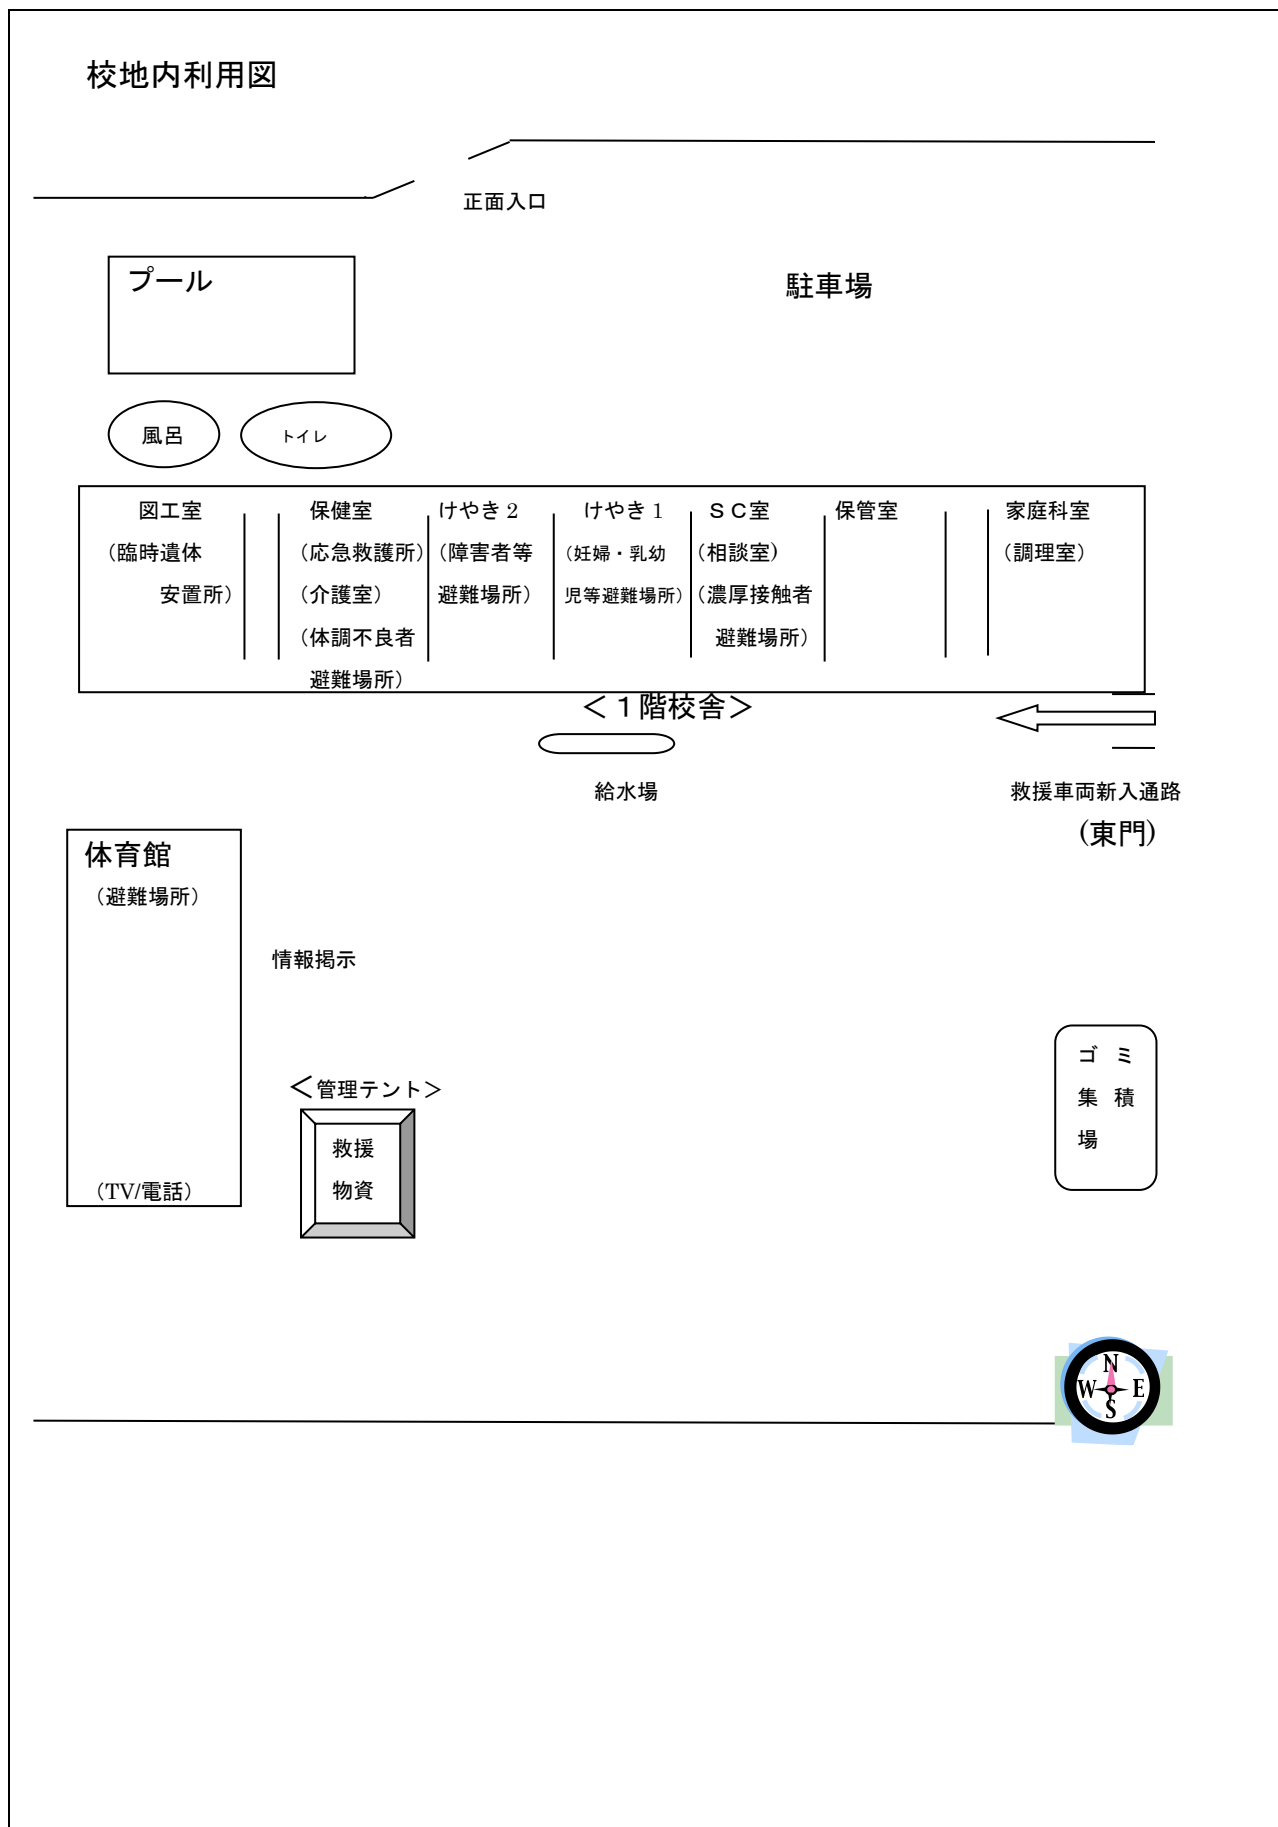 校地内利用図
正面入口
プール
駐車場
風呂
トイレ
図工室
(臨時遺体
安置所)
保健室
(応急救護所)
(介護室)
(体調不良者
避難場所)
けやき2
(障害者等
避難場所)
けやき1
(妊婦・乳幼
児等避難場所)
SC室
(相談室)
(濃厚接触者
避難場所)
保管室
家庭科室
(調理室)
<1階校舎>
給水場
救援車両新入通路
(東門)
体育館
(避難場所)
情報掲示
(TV/電話)
<管理テント>
救援
物資
ゴ ミ
集 積
場
N
W E
S